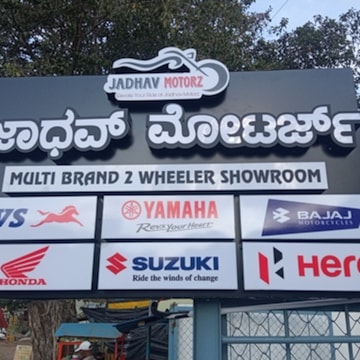 JADHAV MOTORZ
ಜಾಧವ್ ಮೋಟರ್ಜ್
MULTI BRAND 2 WHEELER SHOWROOM
VS YAMAHA BAJAJ
Revs Your Heart MOTORCYCLES
HONDA SUZUKI Hero
Ride the winds of change